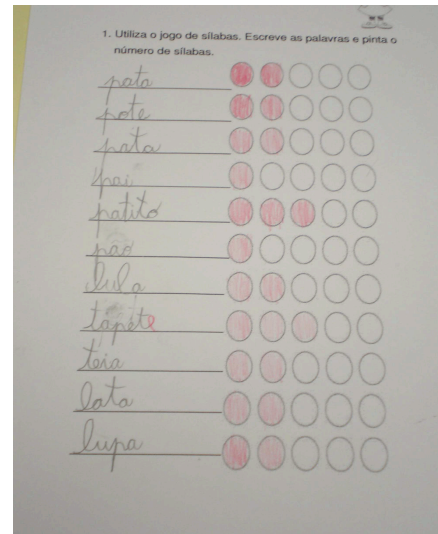 1. Utiliza o jogo de sílabas. Escreve as palavras e pinta o
número de sílabas.
pato
pote
pata
pai
patito
pão
lula
tapete
teia
lata
lupa